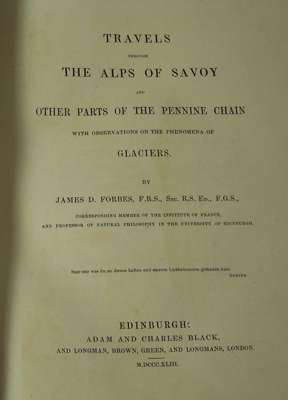 TRAVELS
THROUGH
THE ALPS OF SAVOY
AND
OTHER PARTS OF THE PENNINE CHAIN
WITH OBSERVATIONS ON THE PHENOMENA OF
GLACIERS.
BY
JAMES D. FORBES, F.R.S., SEC. R.S. ED., F.G.S.,
CORRESPONDING MEMBER OF THE INSTITUTE OF FRANCE,
AND PROFESSOR OF NATURAL PHILOSOPHY IN THE UNIVERSITY OF EDINBURGH.
EDINBURGH:
ADAM AND CHARLES BLACK,
AND LONGMAN, BROWN, GREEN, AND LONGMANS, LONDON.
M.DCCC.XLIII.